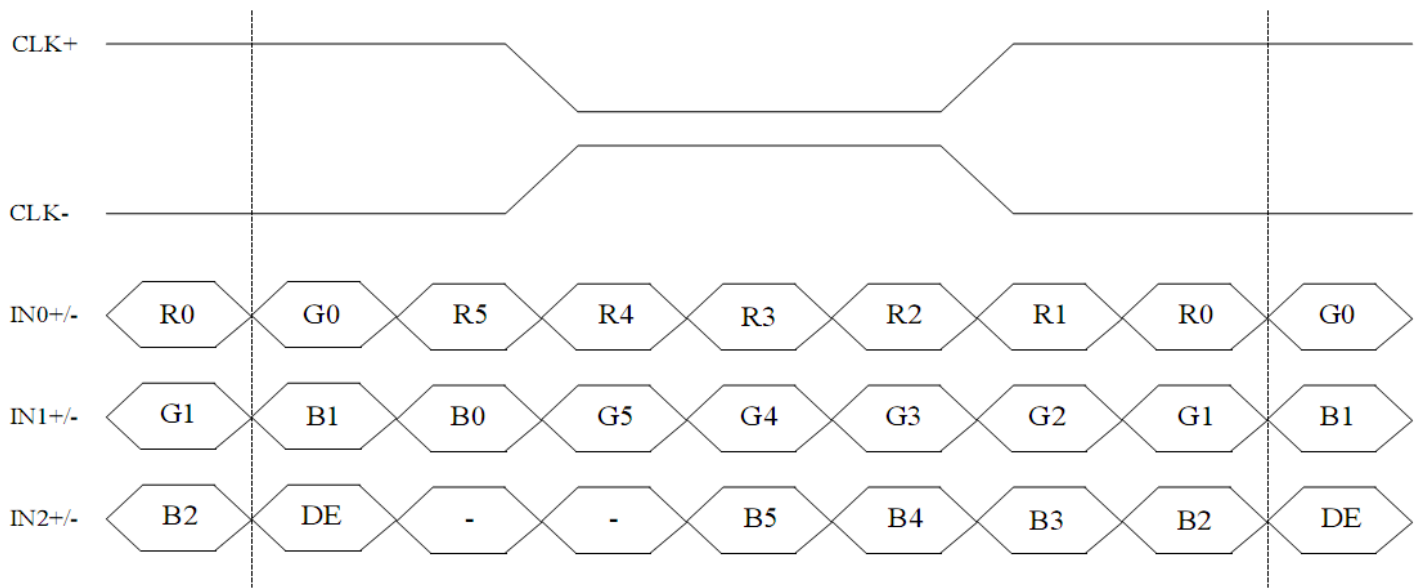 CLK+
CLK-
IN0+/- R0 G0 R5 R4 R3 R2 R1 R0 G0
IN1+/- G1 B1 B0 G5 G4 G3 G2 G1 B1
IN2+/- B2 DE - - B5 B4 B3 B2 DE